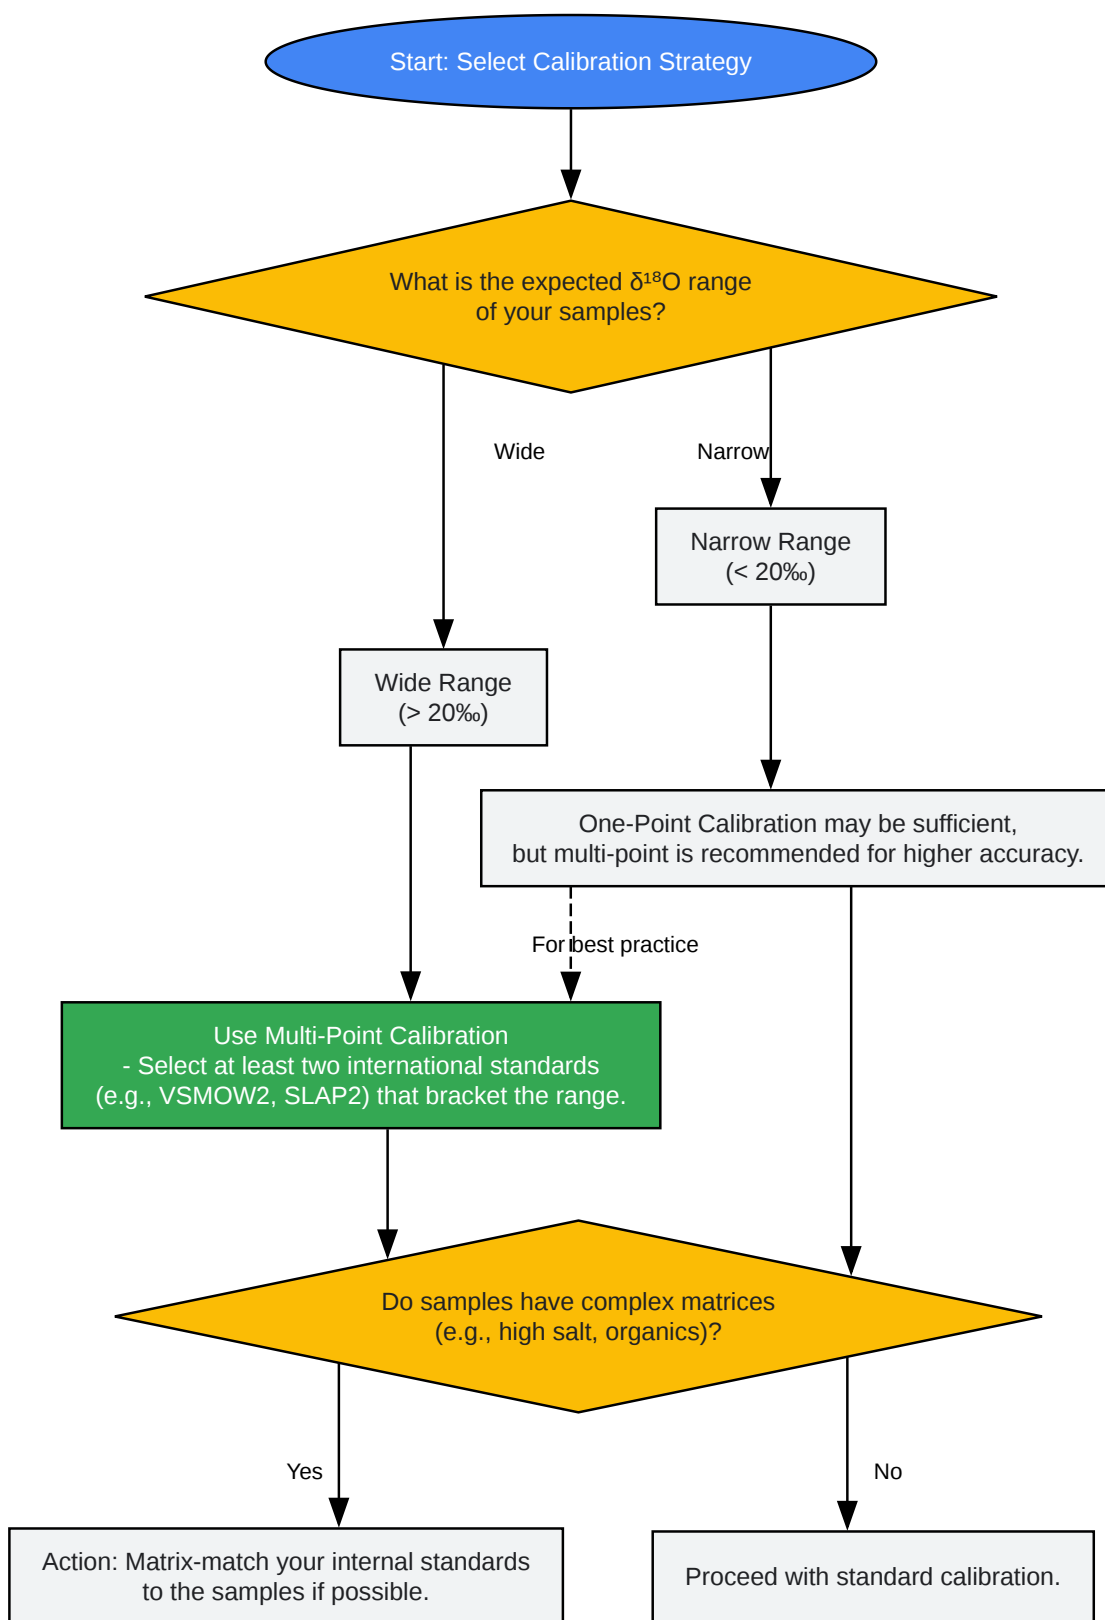 Start: Select Calibration Strategy
What is the expected δ¹⁸O range
of your samples?
Wide
Narrow
Narrow Range
(< 20‰)
Wide Range
(> 20‰)
One-Point Calibration may be sufficient,
but multi-point is recommended for higher accuracy.
For best practice
Use Multi-Point Calibration
- Select at least two international standards
(e.g., VSMOW2, SLAP2) that bracket the range.
Do samples have complex matrices
(e.g., high salt, organics)?
Yes
No
Action: Matrix-match your internal standards
to the samples if possible.
Proceed with standard calibration.